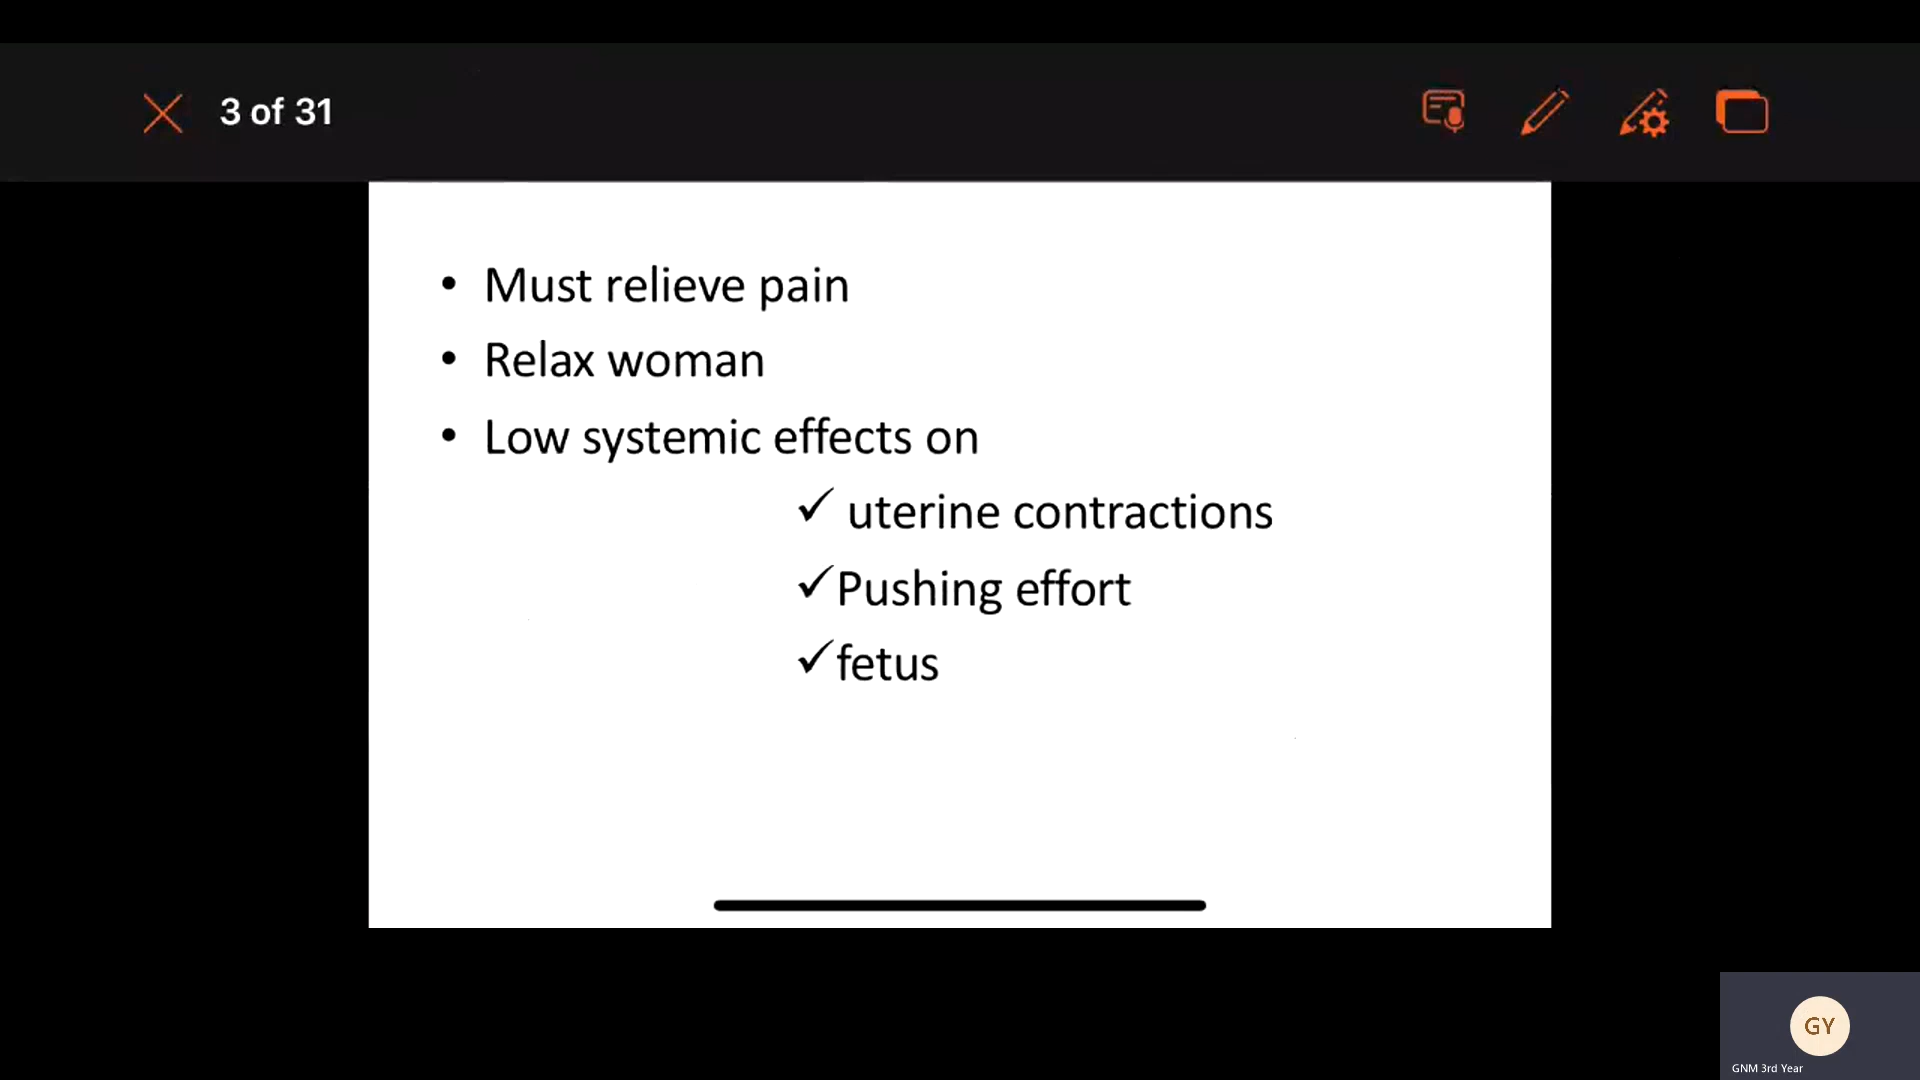 3 of 31
• Must relieve pain
• Relax woman
• Low systemic effects on
✓ uterine contractions
✓Pushing effort
✓fetus
GY
GNM 3rd Year